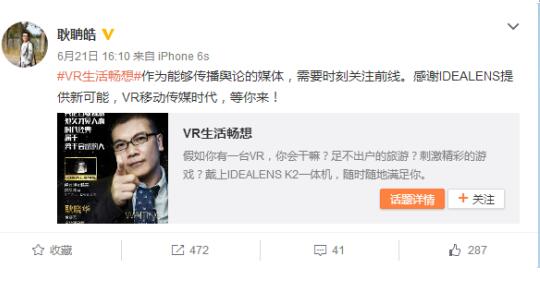 耿聃皓
6月21日 16:10 来自 iPhone 6s
#VR生活畅想#作为能够传播舆论的媒体，需要时刻关注前线。感谢IDEALENS提
供新可能，VR移动传媒时代，等你来！
VR生活畅想
假如你有一台VR，你会干嘛？足不出户的旅游？刺激精彩的游
戏？戴上IDEALENS K2一体机，随时随地满足你。
耿晓华
WAITING
话题详情
+ 关注
收藏
472
41
287